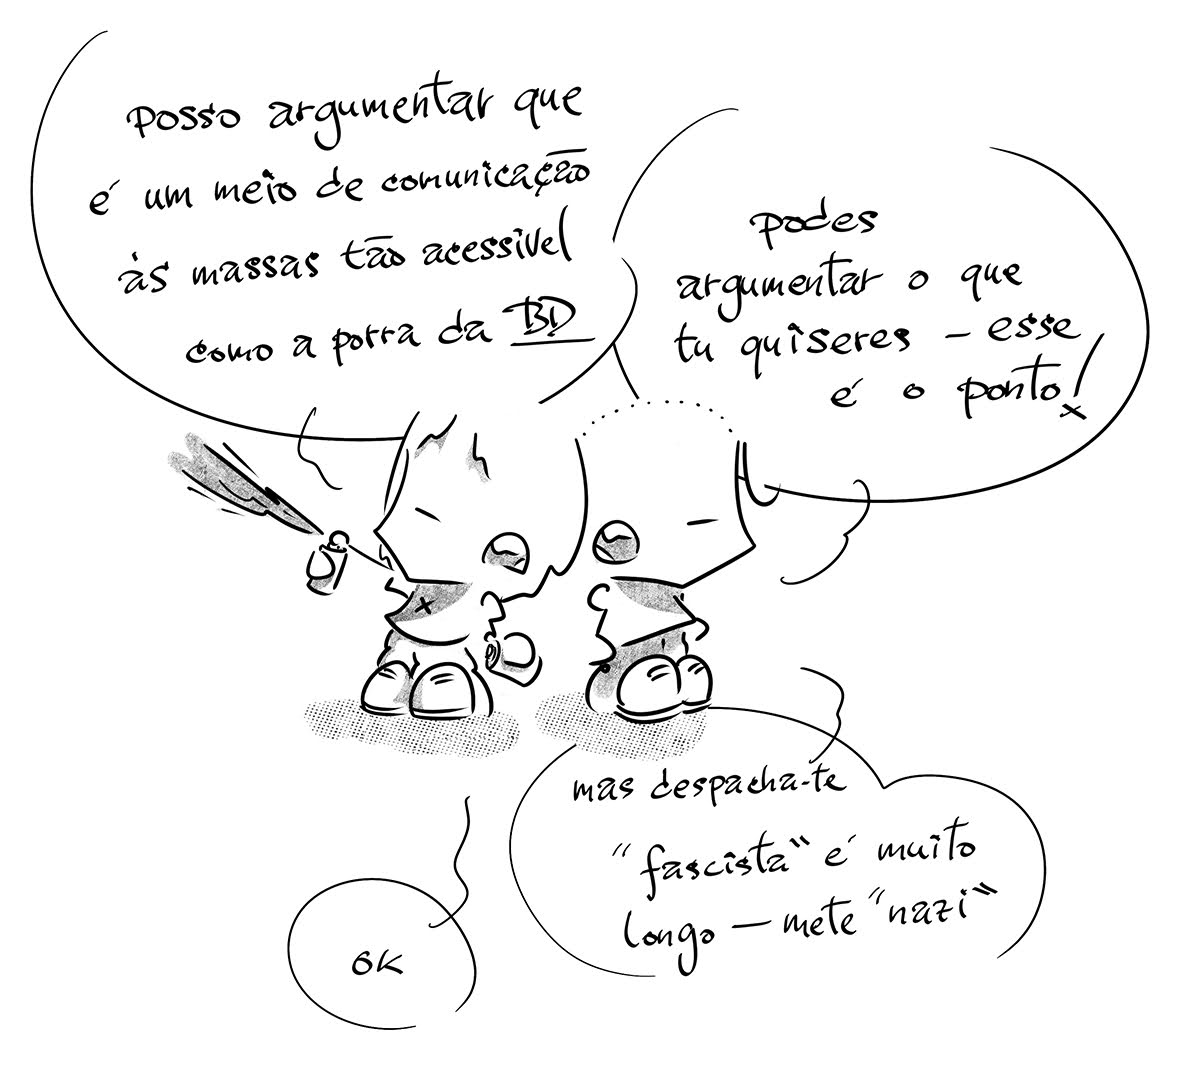 posso argumentar que
é um meio de comunicação
às massas tão acessível
como a porra da BD
podes
argumentar o que
tu quiseres – esse
é o ponto!
mas despacha-te
"fascista" é muito
longo – mete "nazi"
OK